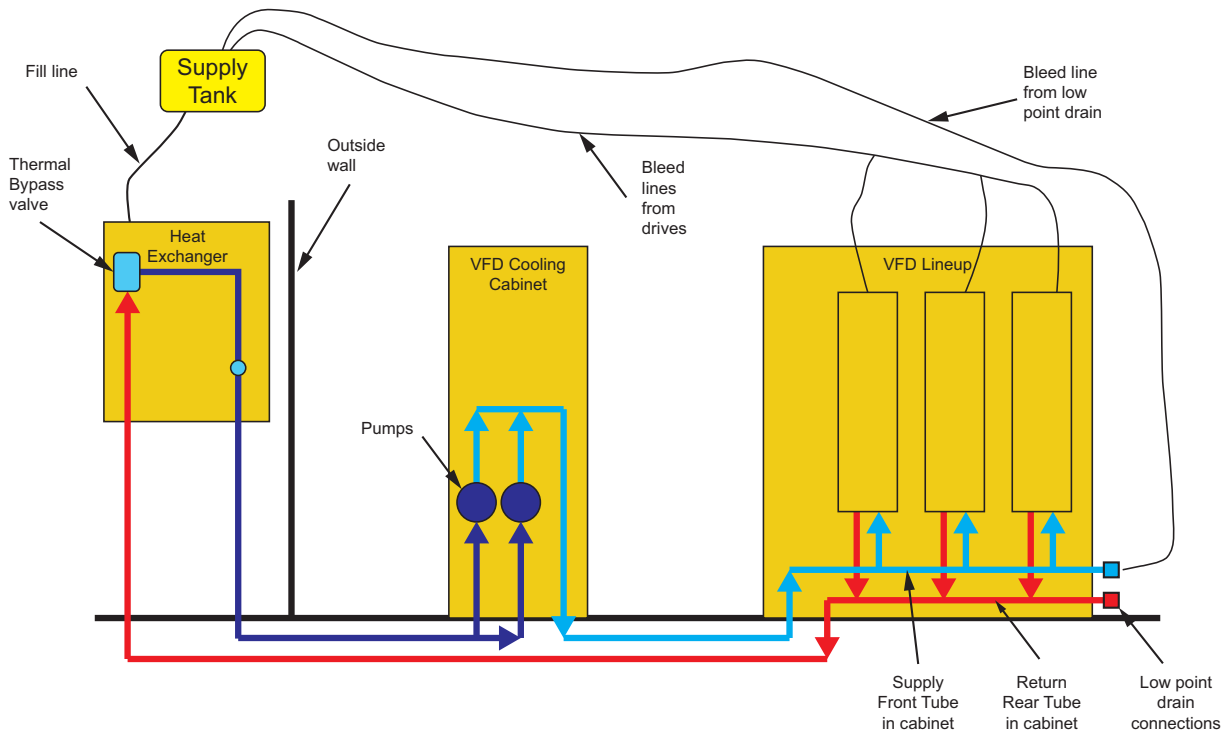 Supply
Tank
Fill line
Bleed line
from low
point drain
Outside
wall
Thermal
Bypass
valve
Bleed
lines
from
drives
Heat
Exchanger
VFD Cooling
Cabinet
VFD Lineup
Pumps
Supply
Front Tube
in cabinet
Return
Rear Tube
in cabinet
Low point
drain
connections